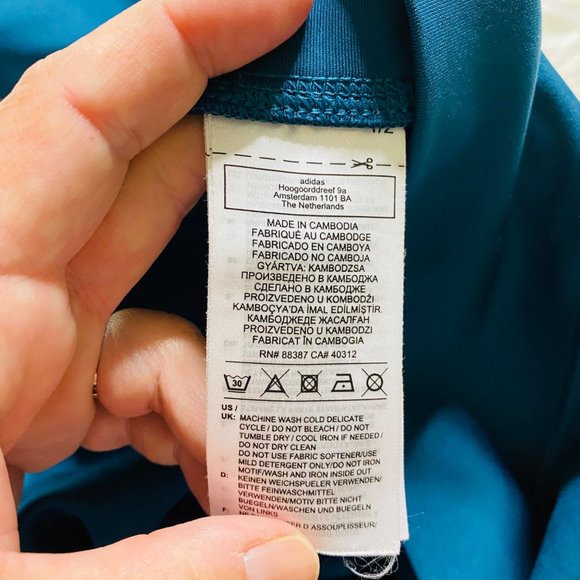 1/2
adidas
Hoogoorddreef 9a
Amsterdam 1101 BA
The Netherlands
MADE IN CAMBODIA
FABRIQUÉ AU CAMBODGE
FABRICADO EN CAMBOYA
FABRICADO NO CAMBOJA
GYÁRTVA: KAMBODZSA
ПРОИЗВЕДЕНО В КАМБОДЖА
СДЕЛАНО В КАМБОДЖЕ
PROIZVEDENO U KOMBODŽI
KAMBOÇYA'DA İMAL EDİLMİŞTİR.
КАМБОДЖЕДЕ ЖАСАЛҒАН
PROIZVEDENO U KAMBODŽI
FABRICAT ÎN CAMBOGIA
RN# 88387 CA# 40312
30
US /
UK: MACHINE WASH COLD DELICATE
CYCLE / DO NOT BLEACH / DO NOT
TUMBLE DRY / COOL IRON IF NEEDED /
DO NOT DRY CLEAN
DO NOT USE FABRIC SOFTENER/USE
MILD DETERGENT ONLY/DO NOT IRON
MOTIF/WASH AND IRON INSIDE OUT
D: KEINEN WEICHSPUELER VERWENDEN/
BITTE FEINWASCHMITTEL
VERWENDEN/MOTIV BITTE NICHT
BUEGELN/WASCHEN UND BUEGELN
VON LINKS
F: NE D'ASSOUPLISEUR/